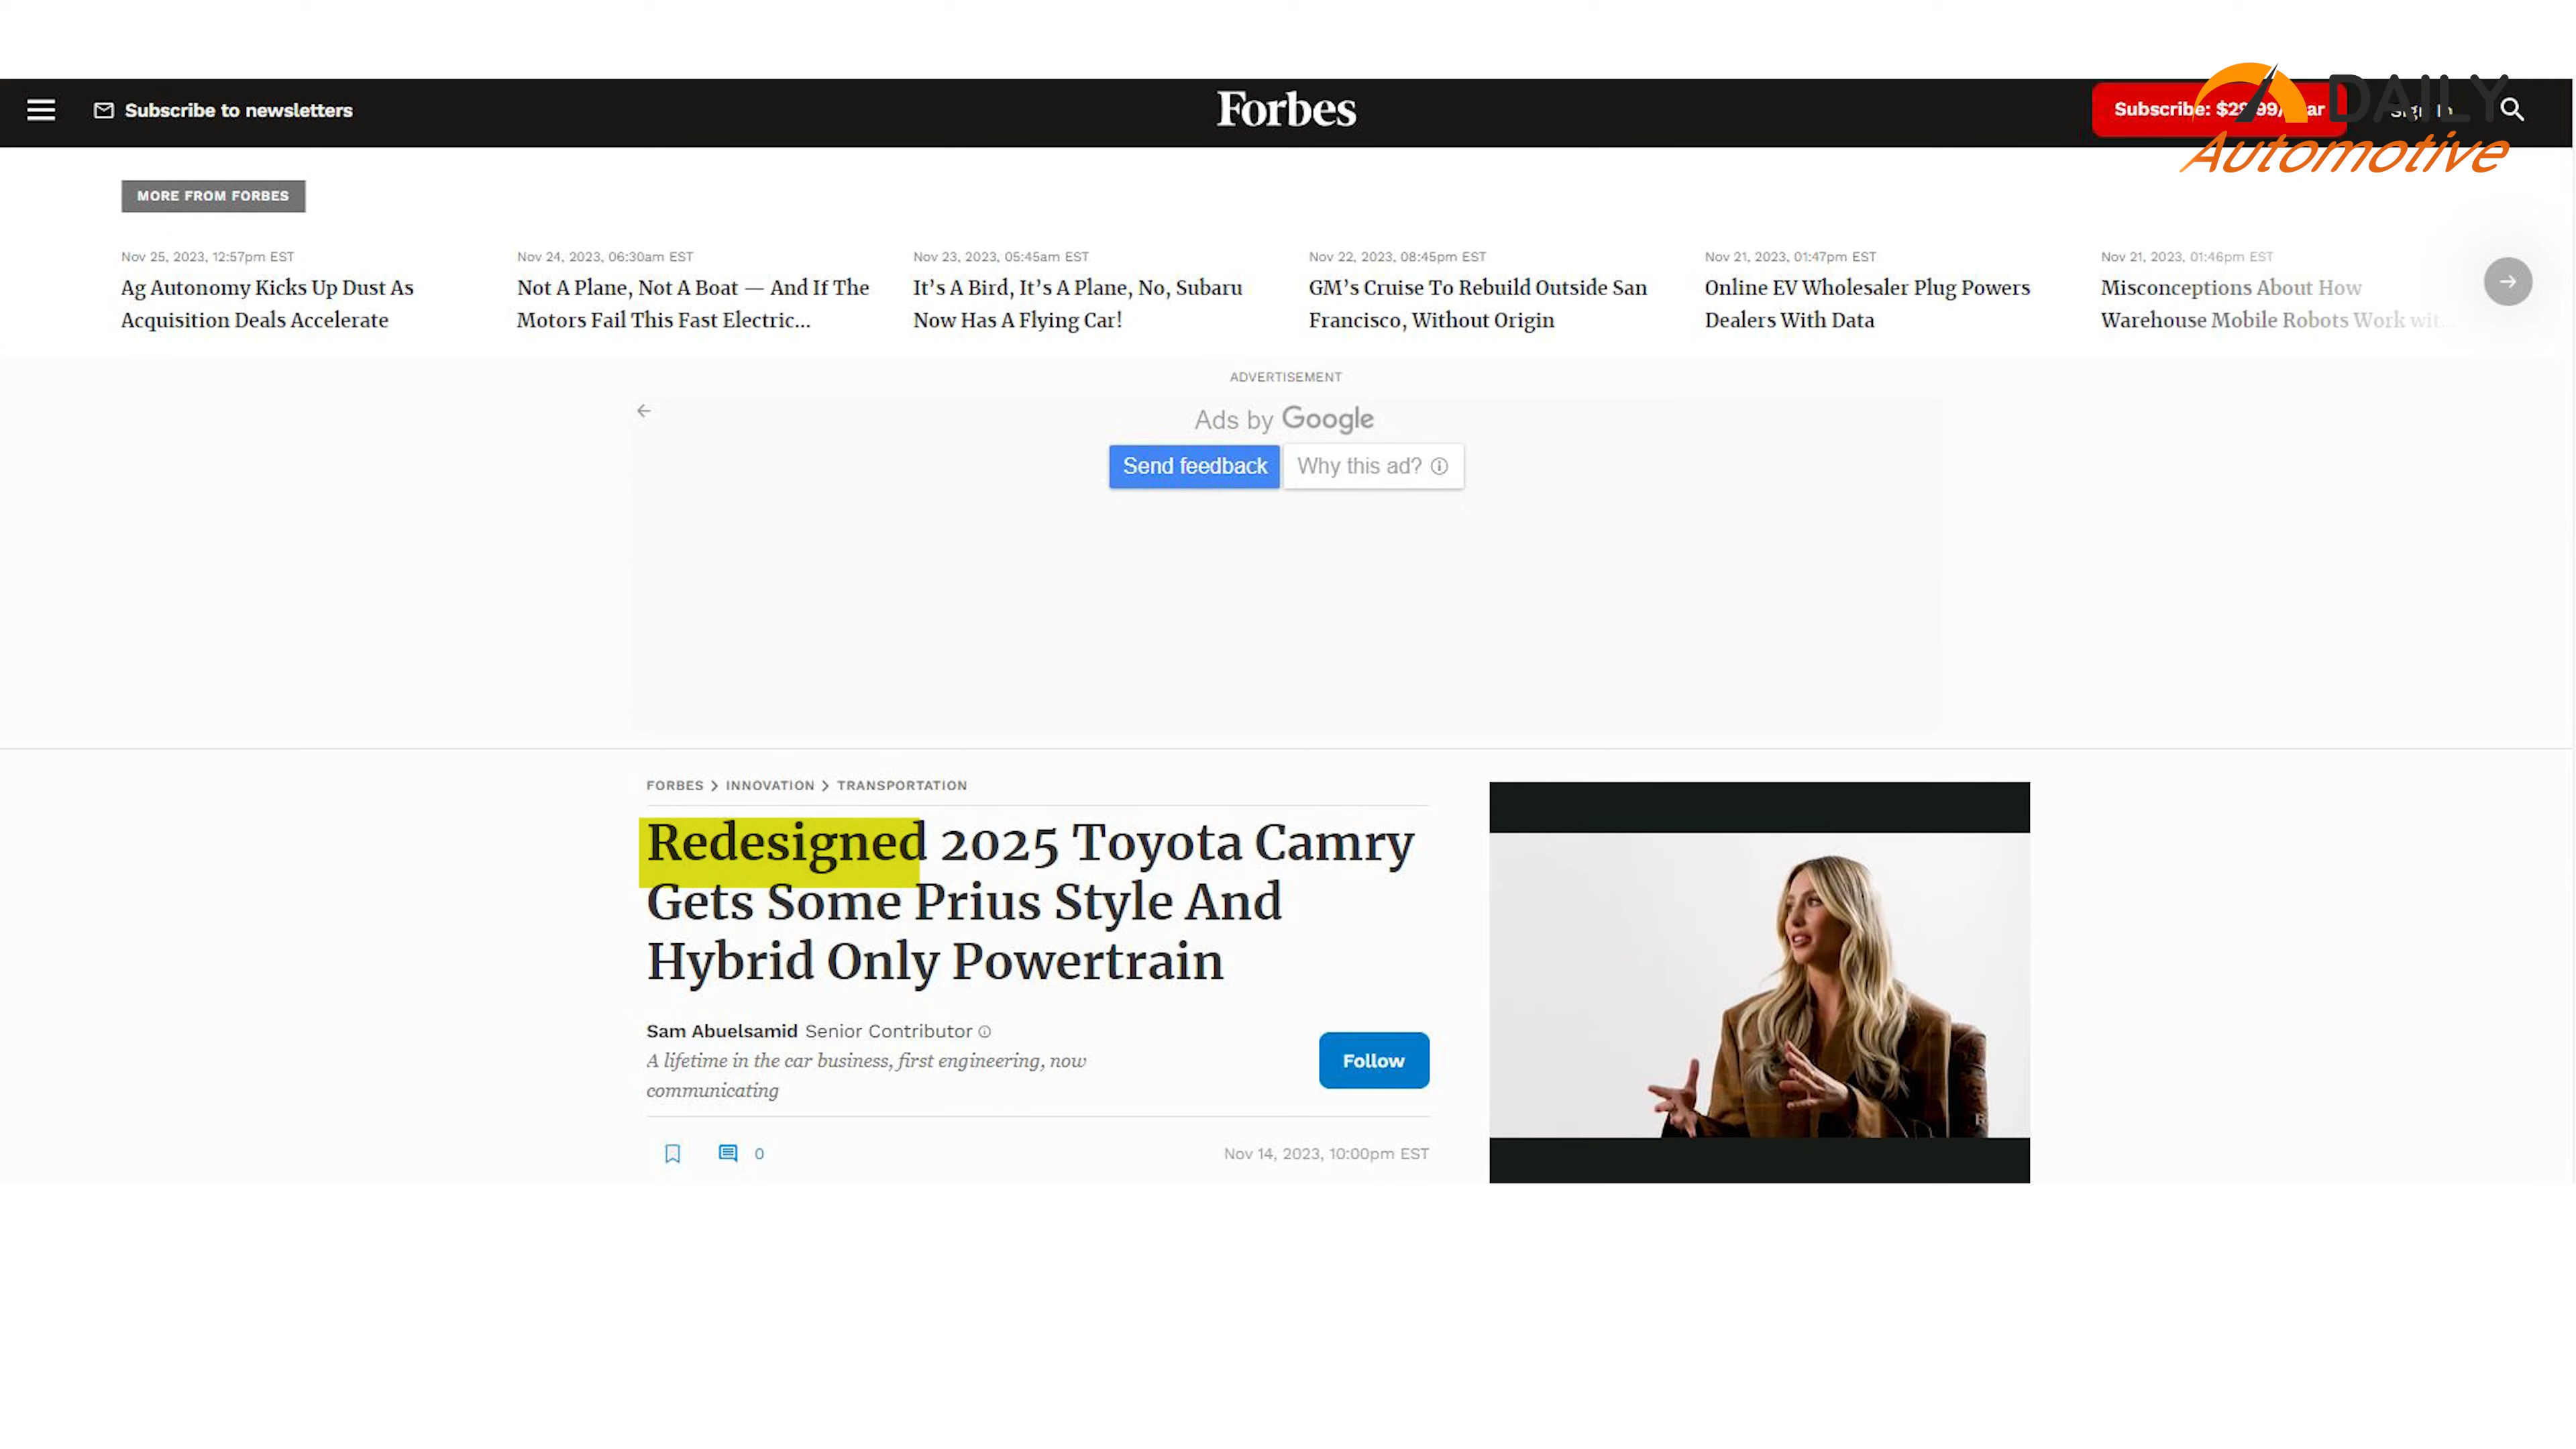 DAILY
Automotive
Subscribe to newsletters
Forbes
Subscribe:
MORE FROM FORBES
Nov 25, 2023, 12:57pm EST
Ag Autonomy Kicks Up Dust As
Acquisition Deals Accelerate
Nov 24, 2023, 06:30am EST
Not A Plane, Not A Boat — And If The
Motors Fail This Fast Electric...
Nov 23, 2023, 05:45am EST
It's A Bird, It's A Plane, No, Subaru
Now Has A Flying Car!
Nov 22, 2023, 08:45pm EST
GM's Cruise To Rebuild Outside San
Francisco, Without Origin
Nov 21, 2023, 01:47pm EST
Online EV Wholesaler Plug Powers
Dealers With Data
Nov 21, 2023, 01:46pm EST
Misconceptions About How
Warehouse Mobile Robots Work wit...
ADVERTISEMENT
Ads by Google
Send feedback
Why this ad?
FORBES > INNOVATION > TRANSPORTATION
Redesigned 2025 Toyota Camry
Gets Some Prius Style And
Hybrid Only Powertrain
Sam Abuelsamid Senior Contributor
A lifetime in the car business, first engineering, now
communicating
Follow
0
Nov 14, 2023, 10:00pm EST